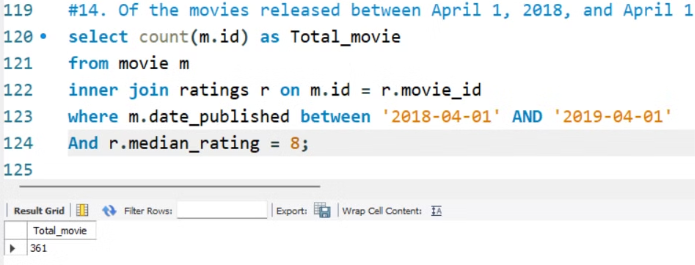 119 #14. Of the movies released between April 1, 2018, and April 1
120 select count(m.id) as Total_movie
121 from movie m
122 inner join ratings r on m.id = r.movie_id
123 where m.date_published between '2018-04-01' AND '2019-04-01'
124 And r.median_rating = 8;
125
Result Grid Filter Rows: Export: Wrap Cell Content:
Total_movie
361